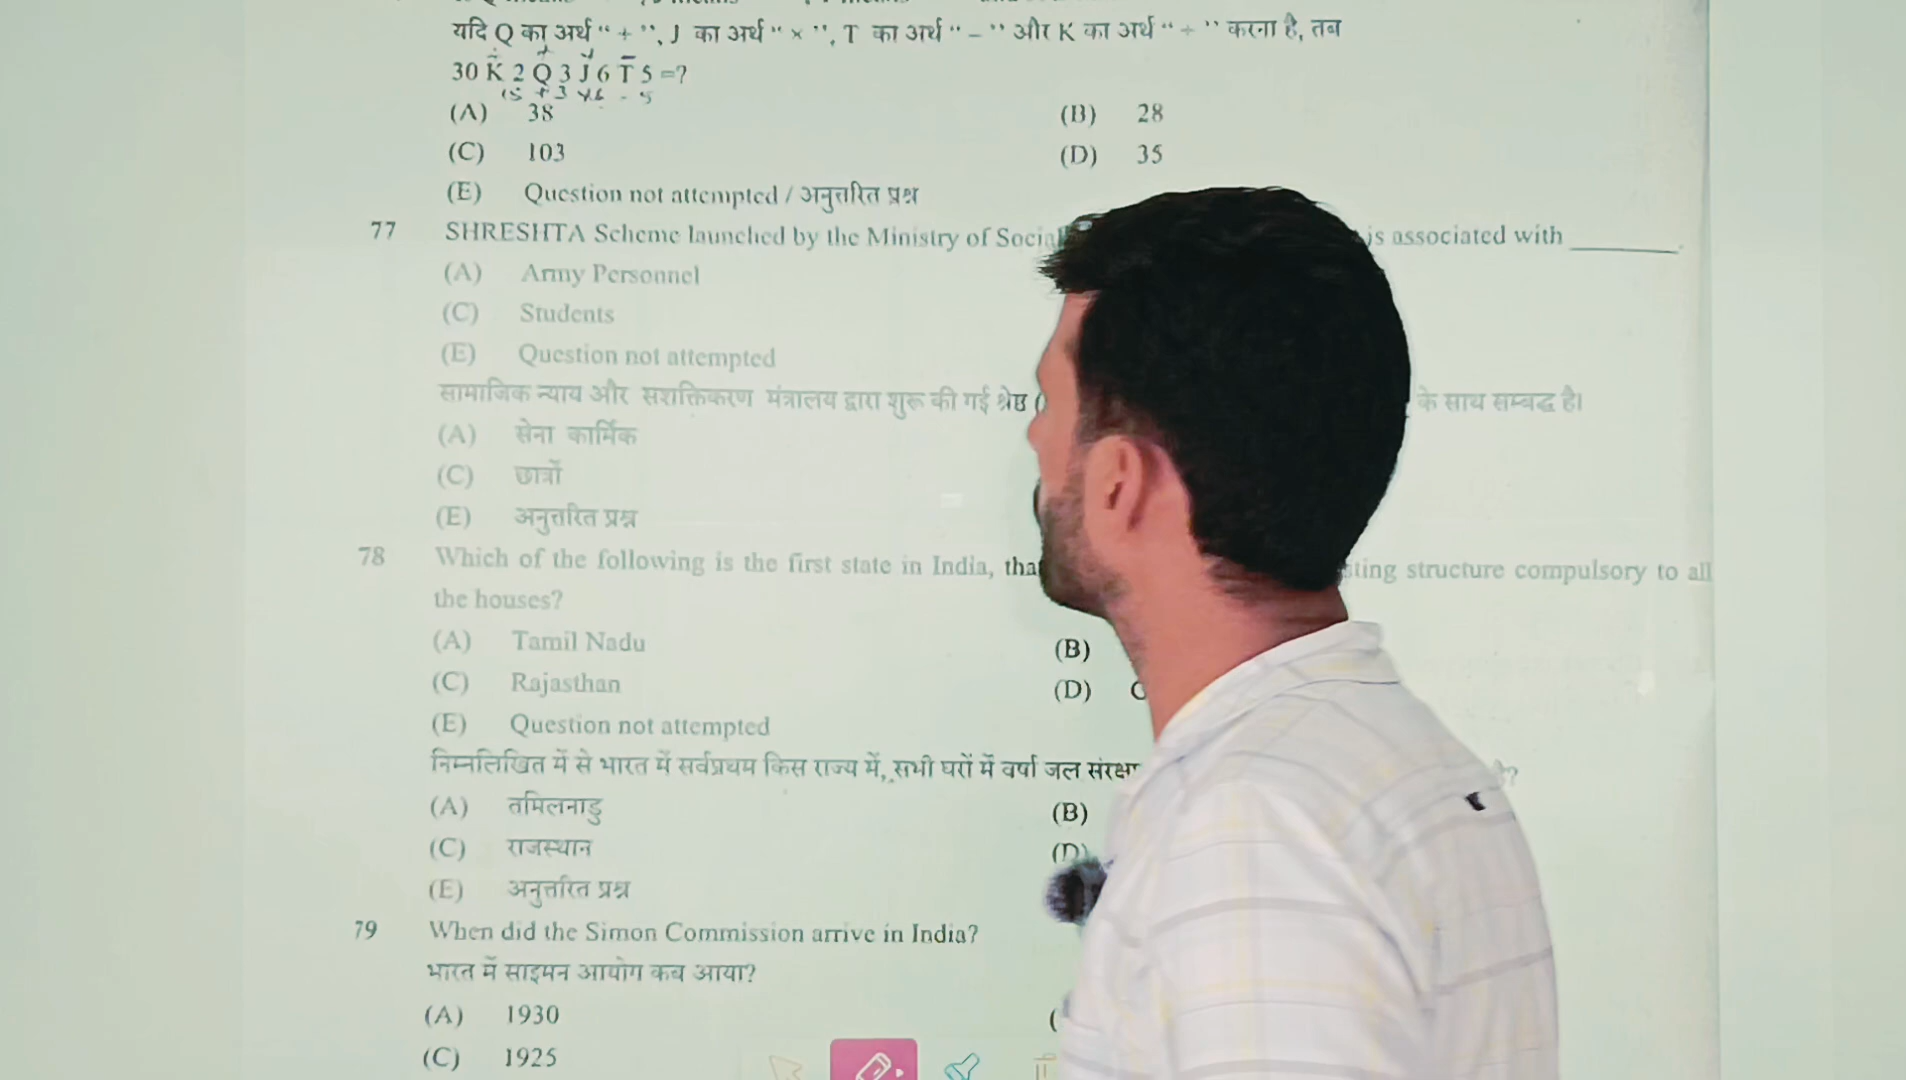 यदि Q का अर्थ “ + ”, J का अर्थ “ × ”, T का अर्थ “ – ” और K का अर्थ “ ÷ ” करना है, तब
30 K 2 Q 3 J 6 T 5 =?
15 + 3 × 6 - 5
(A) 38 (B) 28
(C) 103 (D) 35
(E) Question not attempted / अनुत्तरित प्रश्न
77 SHRESHTA Scheme launched by the Ministry of Social is associated with ________.
(A) Army Personnel
(C) Students
(E) Question not attempted
सामाजिक न्याय और सशक्तिकरण मंत्रालय द्वारा शुरू की गई श्रेष्ठ ( के साथ सम्बद्ध है।
(A) सेना कार्मिक
(C) छात्रों
(E) अनुत्तरित प्रश्न
78 Which of the following is the first state in India, that sting structure compulsory to all
the houses?
(A) Tamil Nadu (B)
(C) Rajasthan (D)
(E) Question not attempted
निम्नलिखित में से भारत में सर्वप्रथम किस राज्य में, सभी घरों में वर्षा जल ?
(A) तमिलनाडु (B)
(C) राजस्थान (D)
(E) अनुत्तरित प्रश्न
79 When did the Simon Commission arrive in India?
भारत में साइमन आयोग कब आया?
(A) 1930 (
(C) 1925